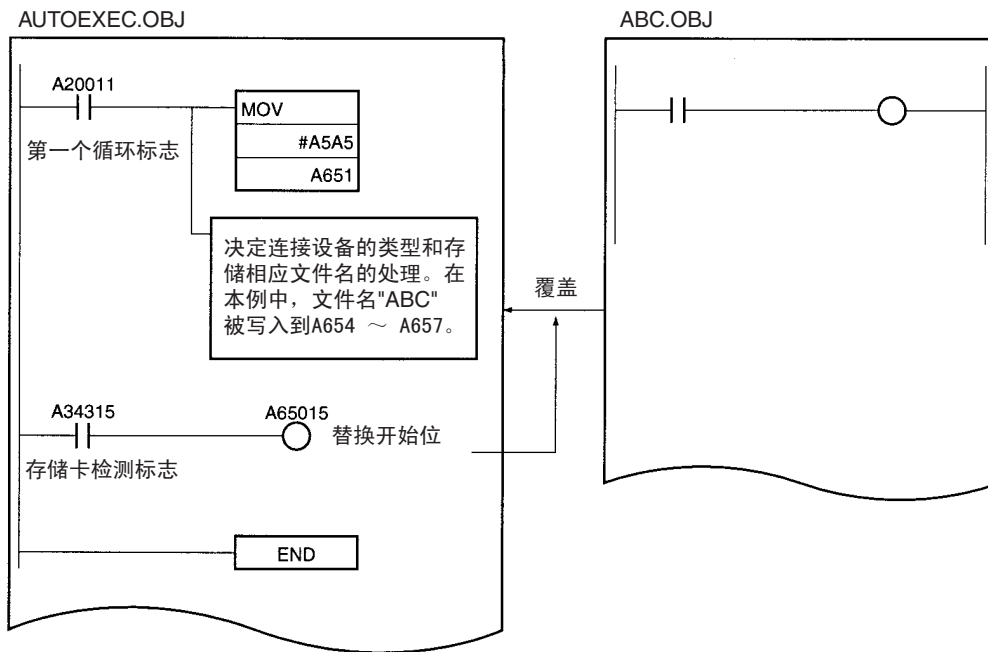 AUTOEXEC.OBJ
A20011
第一个循环标志
MOV
#A5A5
A651
决定连接设备的类型和存
储相应文件名的处理。在
本例中，文件名"ABC"
被写入到A654 ～ A657。
A34315
存储卡检测标志
A65015
替换开始位
END
覆盖
ABC.OBJ